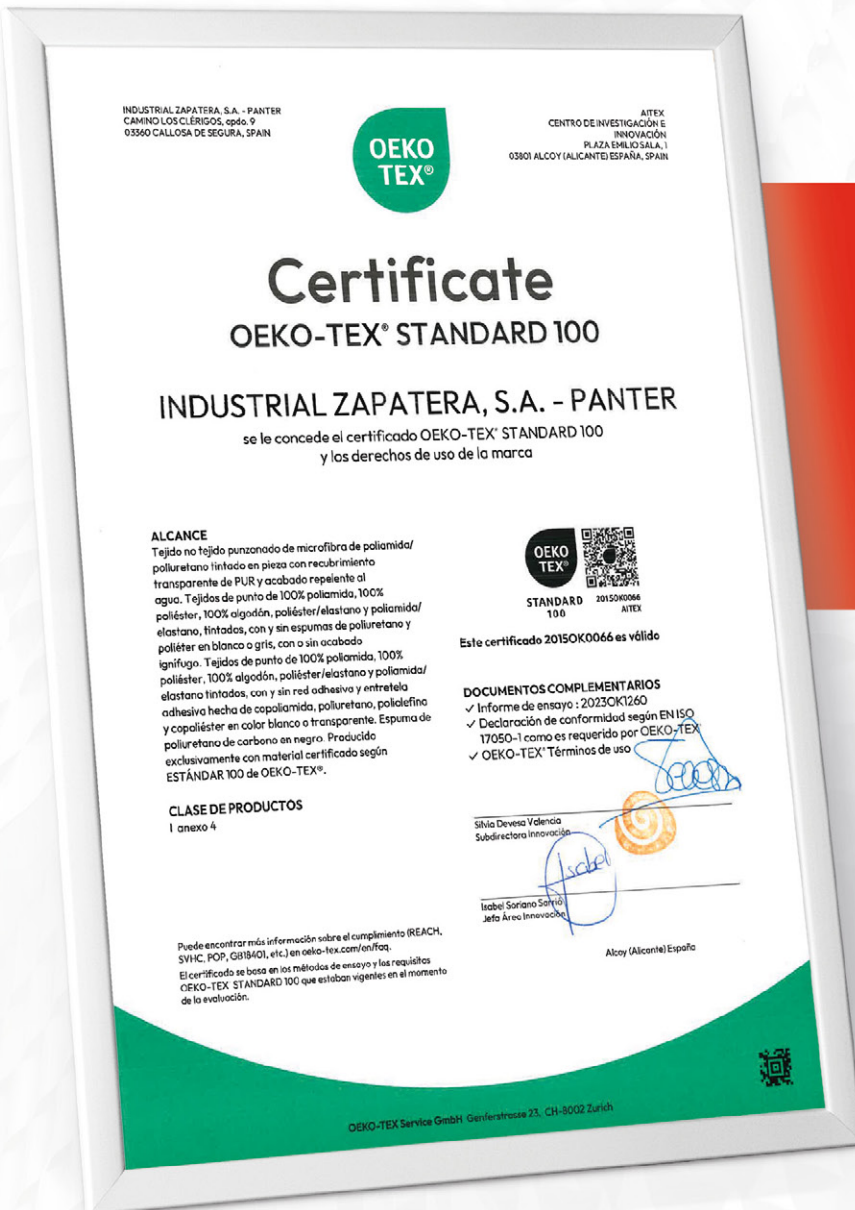 INDUSTRIAL ZAPATERA, S.A. - PANTER
CAMINO LOS CLÉRIGOS, apdo. 9
03360 CALLOSA DE SEGURA, SPAIN
OEKO
TEX®
AITEX
CENTRO DE INVESTIGACIÓN E
INNOVACIÓN
PLAZA EMILIO SALA, 1
03801 ALCOY (ALICANTE) ESPAÑA, SPAIN
Certificate
OEKO-TEX® STANDARD 100
INDUSTRIAL ZAPATERA, S.A. - PANTER
se le concede el certificado OEKO-TEX® STANDARD 100
y los derechos de uso de la marca
ALCANCE
Tejido no tejido punzonado de microfibra de poliamida/
poliuretano tintado en pieza con recubrimiento
transparente de PUR y acabado repelente al
agua. Tejidos de punto de 100% poliamida, 100%
poliéster, 100% algodón, poliéster/elastano y poliamida/
elastano, tintados, con y sin espumas de poliuretano y
poliéter en blanco o gris, con o sin acabado
ignífugo. Tejidos de punto de 100% poliamida, 100%
poliéster, 100% algodón, poliéster/elastano y poliamida/
elastano tintados, con y sin red adhesiva y entretela
adhesiva hecha de copoliamida, poliuretano, polialefina
y copoliéster en color blanco o transparente. Espuma de
poliuretano de carbono en negro. Producido
exclusivamente con material certificado según
ESTÁNDAR 100 de OEKO-TEX®.
CLASE DE PRODUCTOS
I anexo 4
OEKO
TEX®
STANDARD
100
2015OK0066
AITEX
Este certificado 2015OK0066 es válido
DOCUMENTOS COMPLEMENTARIOS
✓ Informe de ensayo : 2023OK1260
✓ Declaración de conformidad según EN ISO
17050-1 como es requerido por OEKO-TEX®
✓ OEKO-TEX® Términos de uso
Silvia Devesa Valencia
Subdirectora Innovación
Isabel
Isabel Soriano Sarrió
Jefa Área Innovación
Alcoy (Alicante) España
Puede encontrar más información sobre el cumplimiento (REACH,
SVHC, POP, GB18401, etc.) en oeko-tex.com/en/faq.
El certificado se basa en los métodos de ensayo y los requisitos
OEKO-TEX STANDARD 100 que estaban vigentes en el momento
de la evaluación.
OEKO-TEX Service GmbH Genferstrasse 23, CH-8002 Zurich